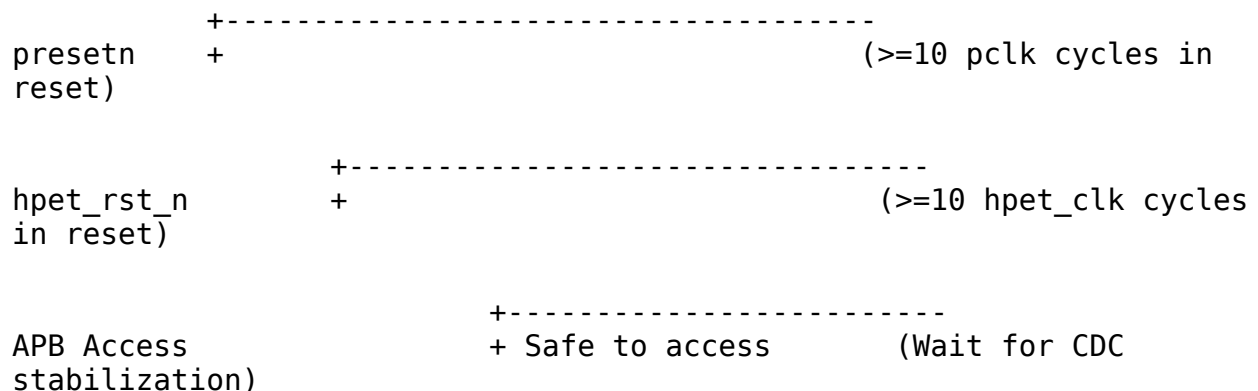 +------------------------------------
presetn    +                                    (>=10 pclk cycles in
reset)
+--------------------------------
hpet_rst_n       +                              (>=10 hpet_clk cycles
in reset)
+-------------------------
APB Access                 + Safe to access       (Wait for CDC
stabilization)